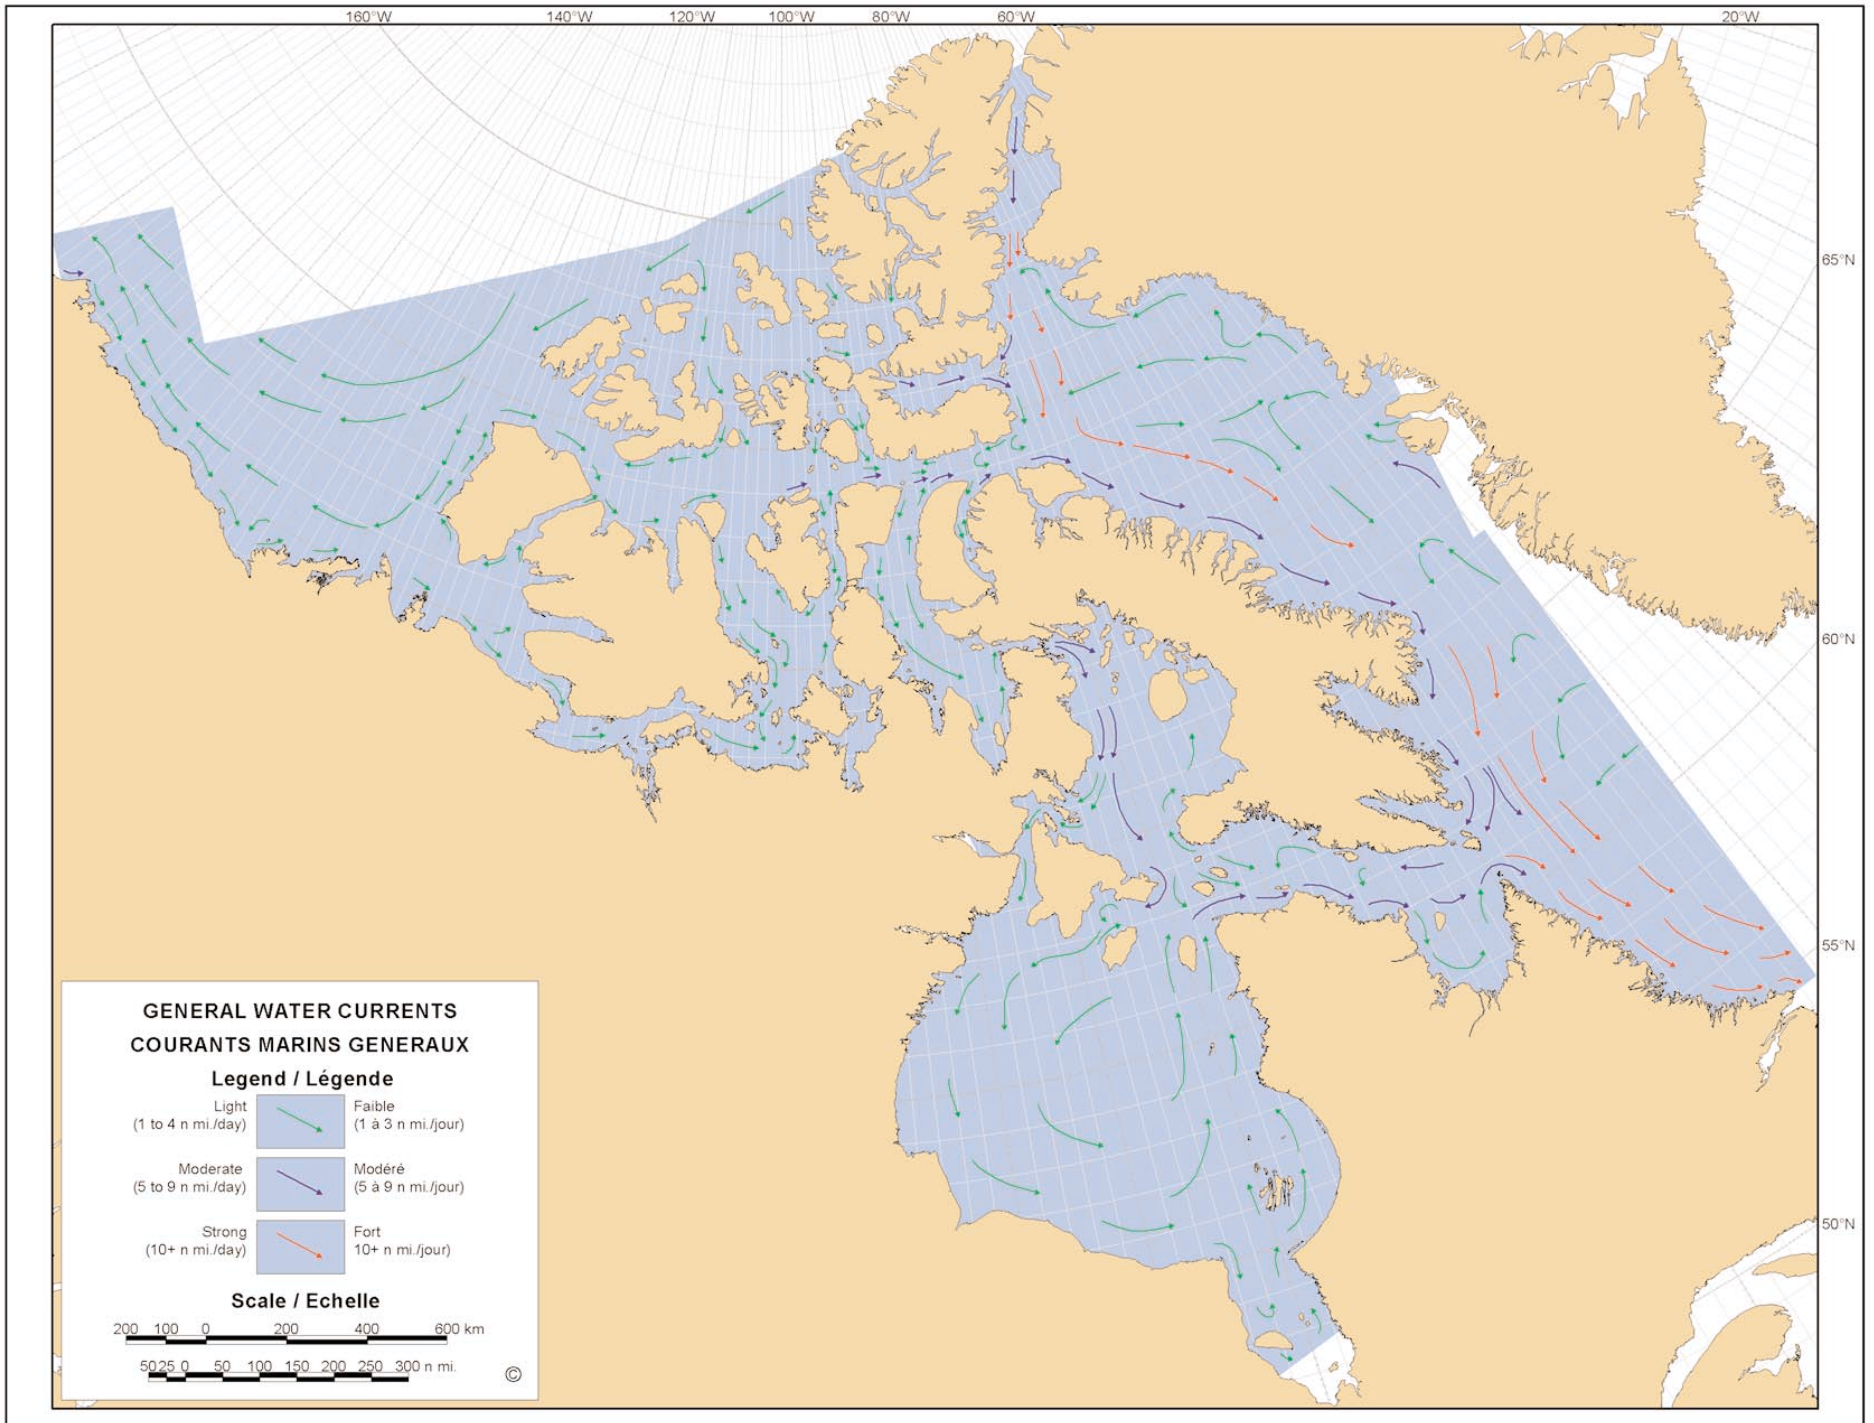 160°W 140°W 120°W 100°W 80°W 60°W 20°W
65°N
60°N
55°N
50°N
GENERAL WATER CURRENTS
COURANTS MARINS GENERAUX
Legend / Légende
Light Faible
(1 to 4 n mi./day) (1 à 3 n mi./jour)
Moderate Modéré
(5 to 9 n mi./day) (5 à 9 n mi./jour)
Strong Fort
(10+ n mi./day) 10+ n mi./jour)
Scale / Echelle
200 100 0 200 400 600 km
50 25 0 50 100 150 200 250 300 n mi.
©